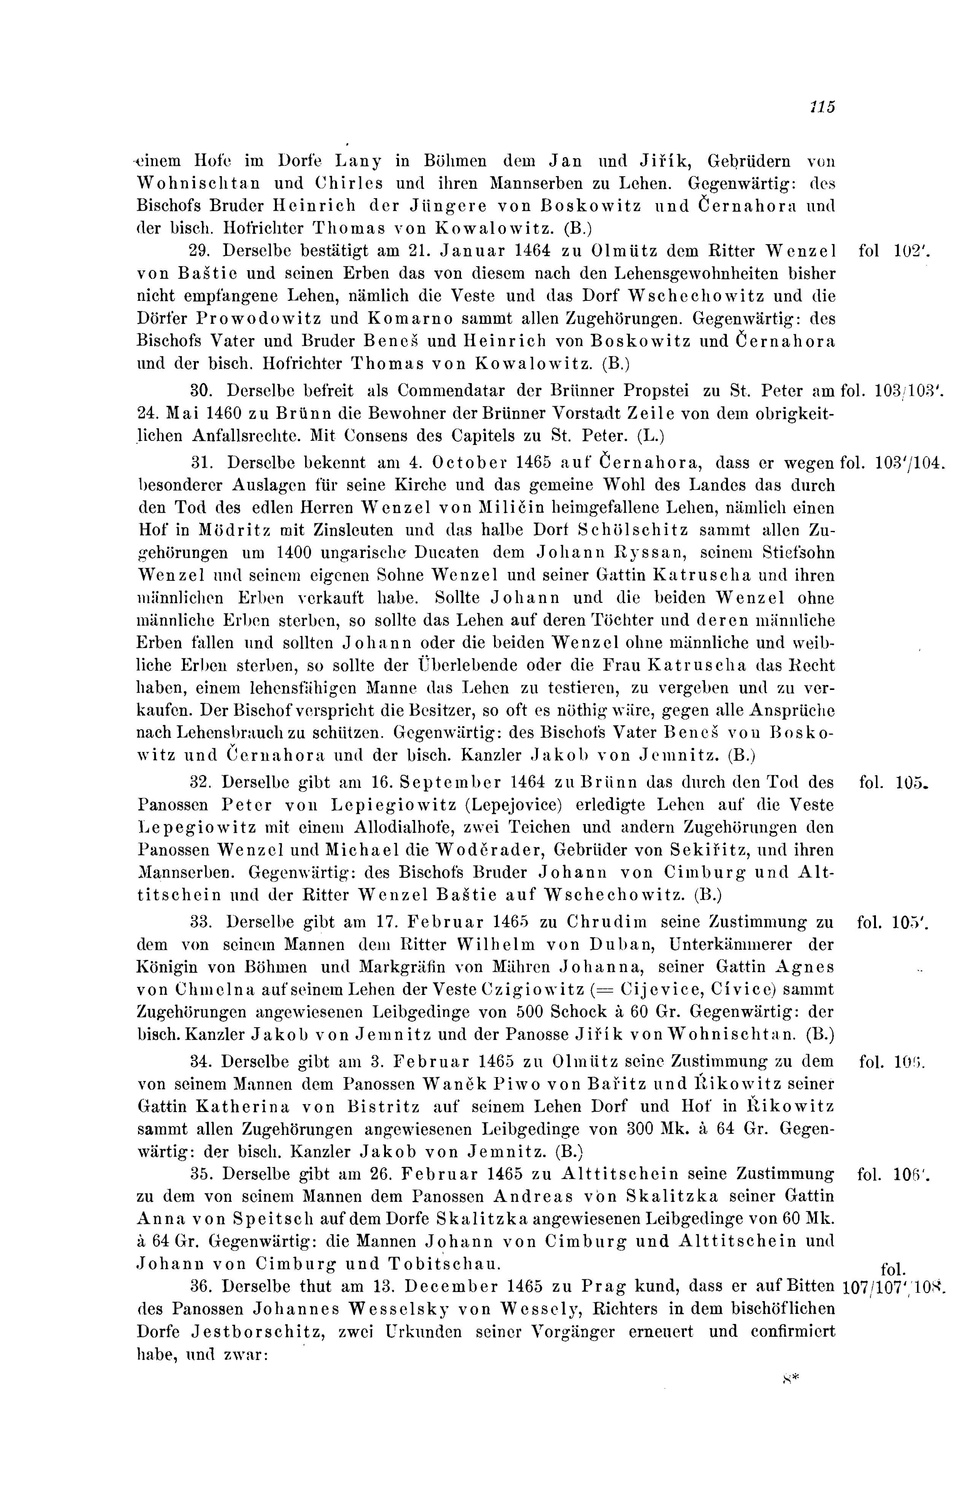 115
einem Hofe im Dorfe Lany in Böhmen dem Jan und Jiřík, Gebrüdern von
Wohnischtan und Chirles und ihren Mannserben zu Lehen. Gegenwärtig: des
Bischofs Bruder Heinrich der Jüngere von Boskowitz und Černahora und
der bisch. Hofrichter Thomas von Kowalowitz. (B.)
29. Derselbe bestätigt am 21. Januar 1464 zu Olmütz dem Ritter Wenzel fol 102'.
von Baštic und seinen Erben das von diesem nach den Lehensgewohnheiten bisher
nicht empfangene Lehen, nämlich die Veste und das Dorf Wschechowitz und die
Dörfer Prowodowitz und Komarno sammt allen Zugehörungen. Gegenwärtig: des
Bischofs Vater und Bruder Beneš und Heinrich von Boskowitz und Černahora
und der bisch. Hofrichter Thomas von Kowalowitz. (B.)
30. Derselbe befreit als Commendatar der Brünner Propstei zu St. Peter am fol. 103/103'.
24. Mai 1460 zu Brünn die Bewohner der Brünner Vorstadt Zeile von dem obrigkeit-
lichen Anfallsrechte. Mit Consens des Capitels zu St. Peter. (L.)
31. Derselbe bekennt am 4. October 1465 auf Černahora, dass er wegen fol. 103'/104.
besonderer Auslagen für seine Kirche und das gemeine Wohl des Landes das durch
den Tod des edlen Herren Wenzel von Miličin heimgefallene Lehen, nämlich einen
Hof in Mödritz mit Zinsleuten und das halbe Dorf Schölschitz sammt allen Zu-
gehörungen um 1400 ungarische Ducaten dem Johann Ryssan, seinem Stiefsohn
Wenzel und seinem eigenen Sohne Wenzel und seiner Gattin Katruscha und ihren
männlichen Erben verkauft habe. Sollte Johann und die beiden Wenzel ohne
männliche Erben sterben, so sollte das Lehen auf deren Töchter und deren männliche
Erben fallen und sollten Johann oder die beiden Wenzel ohne männliche und weib-
liche Erben sterben, so sollte der Überlebende oder die Frau Katruscha das Recht
haben, einem lehensfähigen Manne das Lehen zu testieren, zu vergeben und zu ver-
kaufen. Der Bischof verspricht die Besitzer, so oft es nöthig wäre, gegen alle Ansprüche
nach Lehensbrauch zu schützen. Gegenwärtig: des Bischofs Vater Beneš von Bosko-
witz und Černahora und der bisch. Kanzler Jakob von Jemnitz. (B.)
32. Derselbe gibt am 16. September 1464 zu Brünn das durch den Tod des fol. 105.
Panossen Peter von Lepiegiowitz (Lepejovice) erledigte Lehen auf die Veste
Lepegiowitz mit einem Allodialhofe, zwei Teichen und andern Zugehörungen den
Panossen Wenzel und Michael die Woděrader, Gebrüder von Sekiřitz, und ihren
Mannserben. Gegenwärtig: des Bischofs Bruder Johann von Cimburg und Alt-
titschein und der Ritter Wenzel Baštie auf Wschechowitz. (B.)
33. Derselbe gibt am 17. Februar 1465 zu Chrudim seine Zustimmung zu fol. 105'.
dem von seinem Mannen dem Ritter Wilhelm von Duban, Unterkämmerer der
Königin von Böhmen und Markgräfin von Mähren Johanna, seiner Gattin Agnes
von Chmelna auf seinem Lehen der Veste Czigiowitz (= Cijevice, Cívice) sammt
Zugehörungen angewiesenen Leibgedinge von 500 Schock à 60 Gr. Gegenwärtig: der
bisch. Kanzler Jakob von Jemnitz und der Panosse Jiřik von Wohnischtan. (B.)
34. Derselbe gibt am 3. Februar 1465 zu Olmütz seine Zustimmung zu dem fol. 106.
von seinem Mannen dem Panossen Waněk Piwo von Bařitz und Řikowitz seiner
Gattin Katherina von Bistritz auf seinem Lehen Dorf und Hof in Řikowitz
sammt allen Zugehörungen angewiesenen Leibgedinge von 300 Mk. à 64 Gr. Gegen-
wärtig: der bisch. Kanzler Jakob von Jemnitz. (B.)
35. Derselbe gibt am 26. Februar 1465 zu Alttitschein seine Zustimmung fol. 106'.
zu dem von seinem Mannen dem Panossen Andreas von Skalitzka seiner Gattin
Anna von Speitsch auf dem Dorfe Skalitzka angewiesenen Leibgedinge von 60 Mk.
à 64 Gr. Gegenwärtig: die Mannen Johann von Cimburg und Alttitschein und
Johann von Cimburg und Tobitschau.
fol.
36. Derselbe thut am 13. December 1465 zu Prag kund, dass er auf Bitten 107/107', 108.
des Panossen Johannes Wesselsky von Wessely, Richters in dem bischöflichen
Dorfe Jestborschitz, zwei Urkunden seiner Vorgänger erneuert und confirmiert
habe, und zwar:
8*